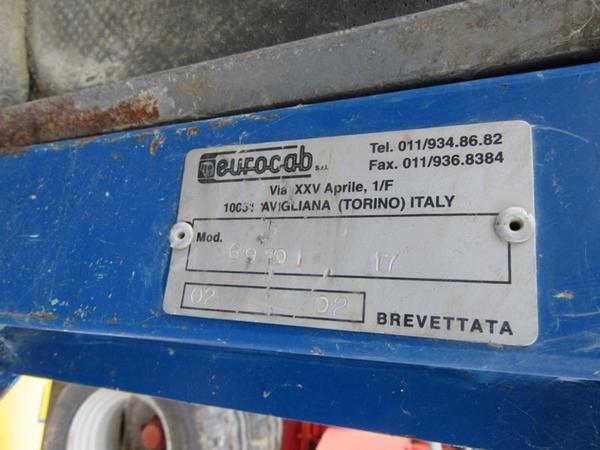 eurocab S.r.l.
Tel. 011/934.86.82
Fax. 011/936.8384
Via XXV Aprile, 1/F
10051 AVIGLIANA (TORINO) ITALY
Mod.
17
02 02
BREVETTATA